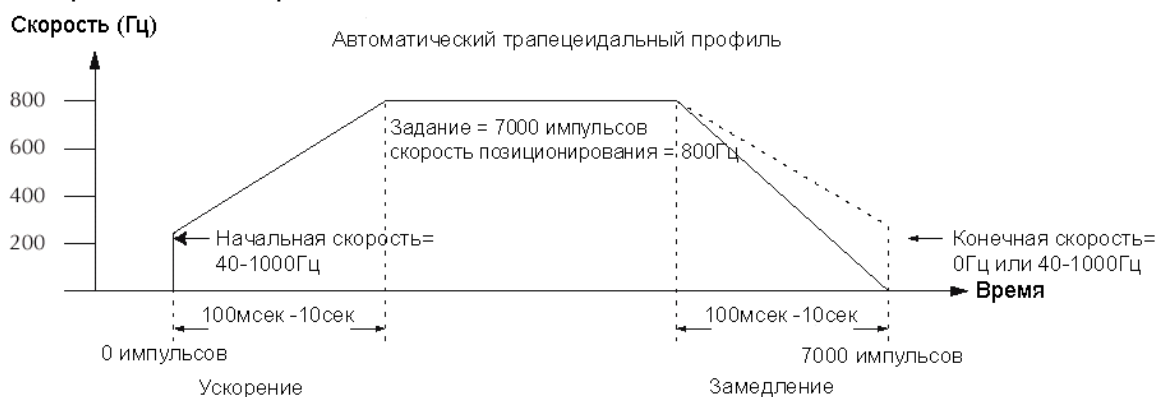 Скорость (Гц)
Автоматический трапецеидальный профиль
800
600
400
200
Задание = 7000 импульсов
скорость позиционирования = 800Гц
Начальная скорость=
40-1000Гц
Конечная скорость=
0Гц или 40-1000Гц
Время
100мсек -10сек
100мсек -10сек
0 импульсов
7000 импульсов
Ускорение
Замедление